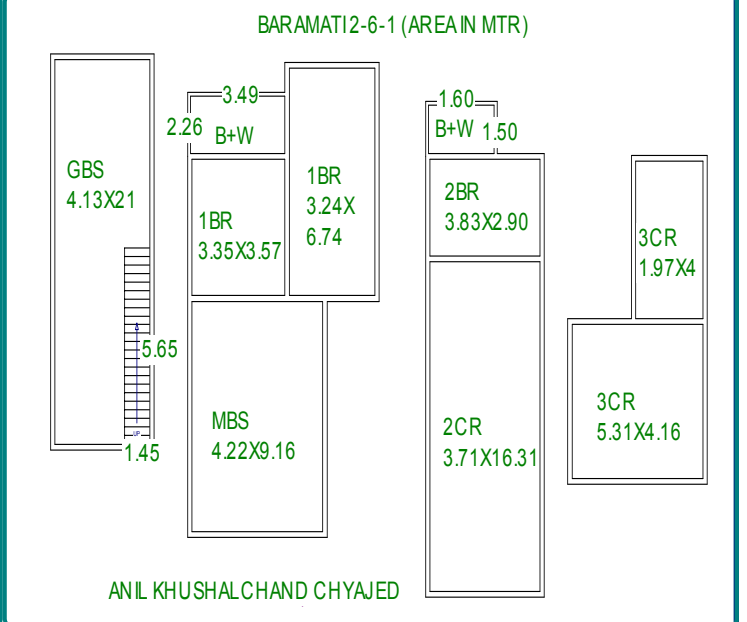 BARAMATI 2-6-1 (AREA IN MTR)
GBS
4.13X21
UP
5.65
1.45
3.49
2.26
B+W
1BR
3.35X3.57
1BR
3.24X
6.74
MBS
4.22X9.16
1.60
B+W
1.50
2BR
3.83X2.90
2CR
3.71X16.31
3CR
1.97X4
3CR
5.31X4.16
ANIL KHUSHALCHAND CHYAJED